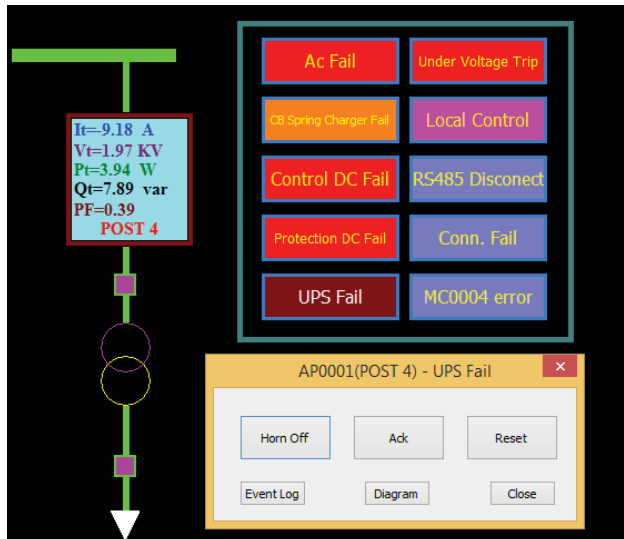 It=-9.18 A
Vt=1.97 KV
Pt=3.94 W
Qt=7.89 var
PF=0.39
POST 4
Ac Fail
Under Voltage Trip
CB Spring Charger Fail
Local Control
Control DC Fail
RS485 Disconect
Protection DC Fail
Conn. Fail
UPS Fail
MC0004 error
AP0001(POST 4) - UPS Fail
Horn Off
Ack
Reset
Event Log
Diagram
Close